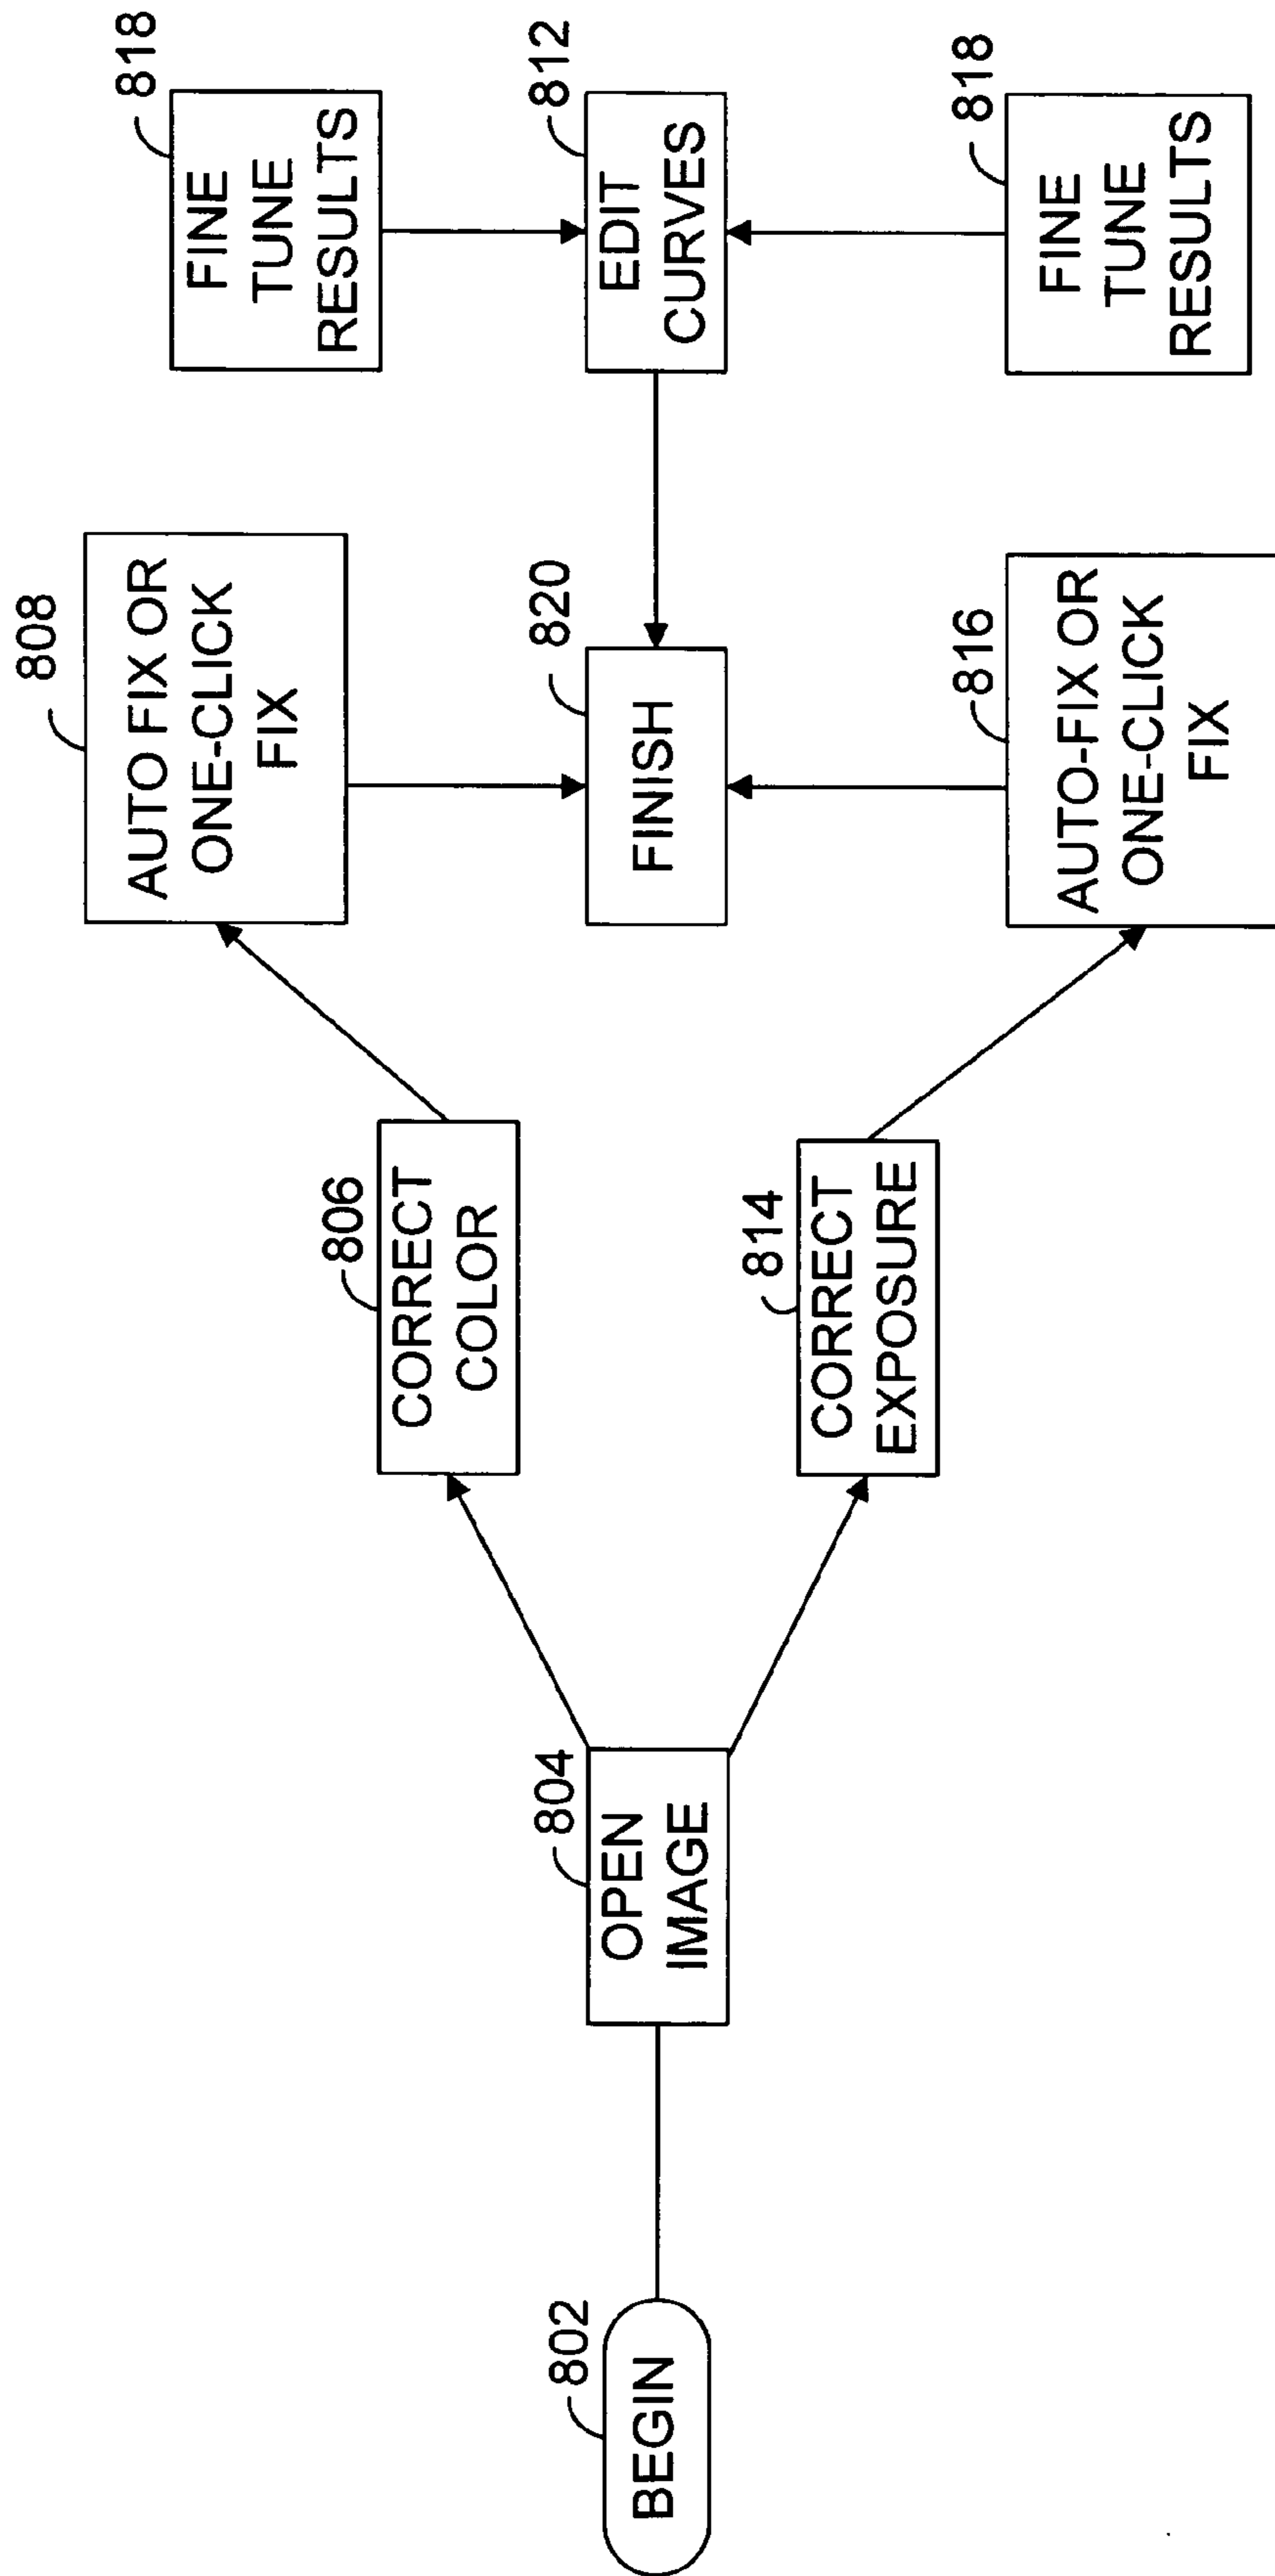 802
BEGIN
804
OPEN
IMAGE
806
CORRECT
COLOR
814
CORRECT
EXPOSURE
808
AUTO FIX OR
ONE-CLICK
FIX
820
FINISH
816
AUTO-FIX OR
ONE-CLICK
FIX
818
FINE
TUNE
RESULTS
812
EDIT
CURVES
818
FINE
TUNE
RESULTS